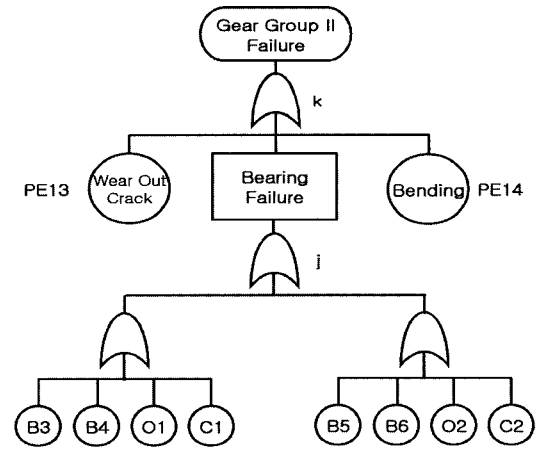 Gear Group II
Failure
k
PE13
Wear Out
Crack
Bearing
Failure
Bending
PE14
j
B3
B4
O1
C1
B5
B6
O2
C2